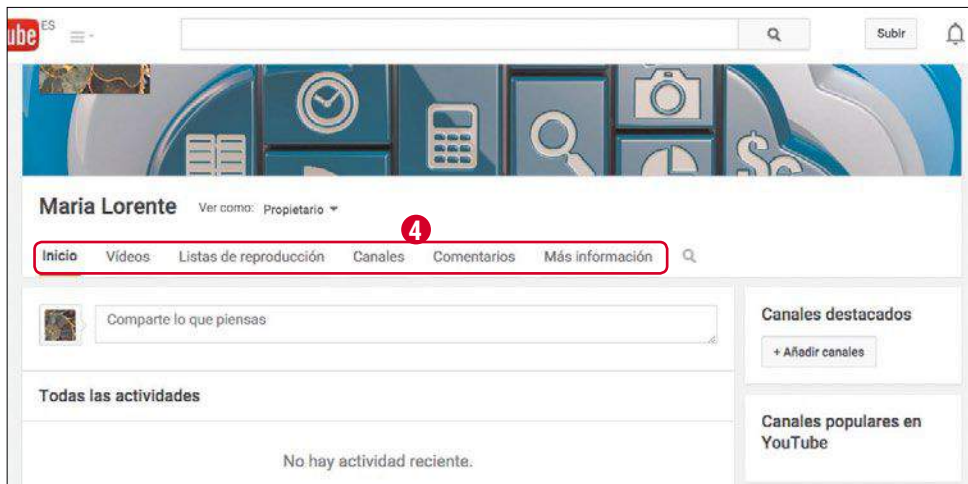 ube ES
Subir
Sc
Maria Lorente Ver como: Propietario
4
Inicio Vídeos Listas de reproducción Canales Comentarios Más información
Comparte lo que piensas
Todas las actividades
No hay actividad reciente.
Canales destacados
+ Añadir canales
Canales populares en
YouTube